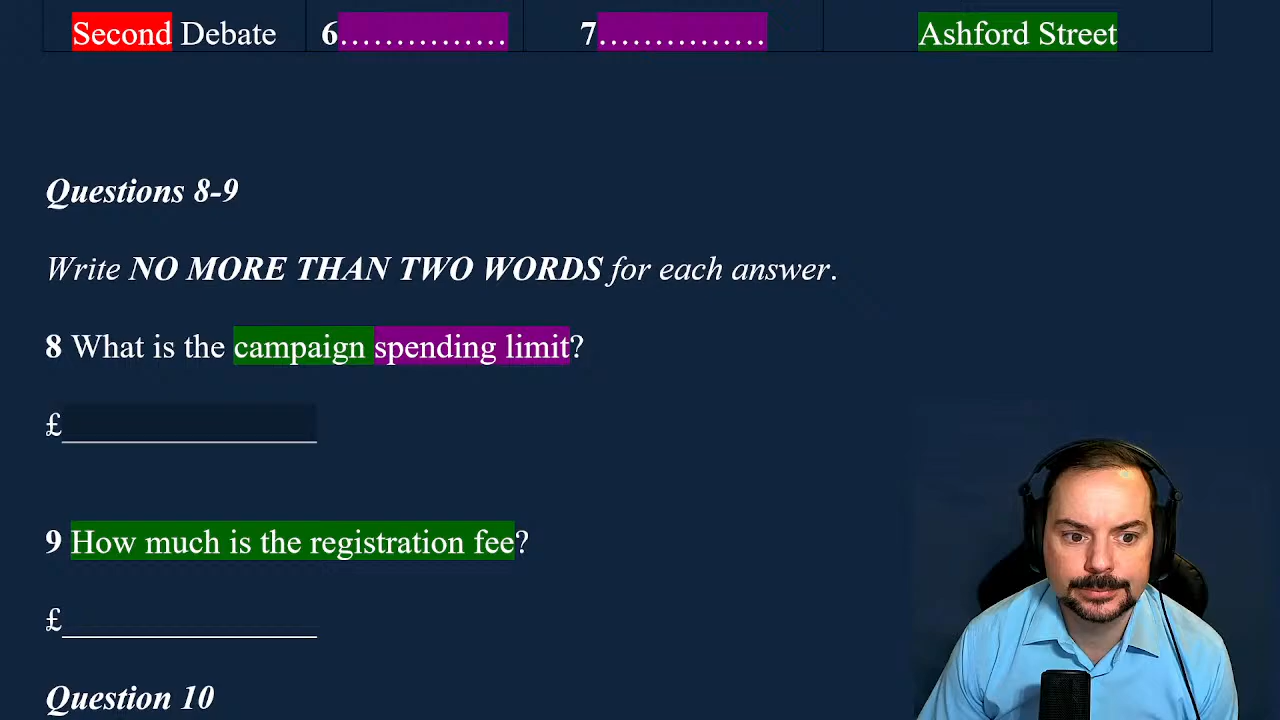 Second Debate 6............... 7............... Ashford Street
Questions 8-9
Write NO MORE THAN TWO WORDS for each answer.
8 What is the campaign spending limit?
£
9 How much is the registration fee?
£
Question 10